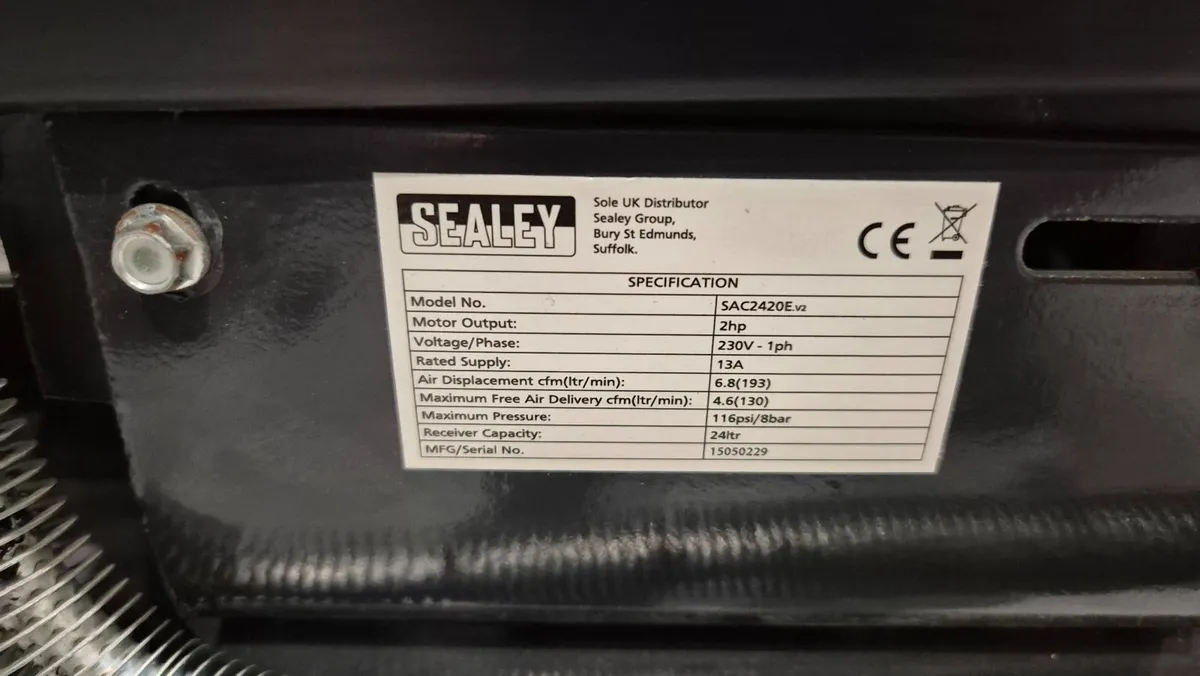 SEALEY
Sole UK Distributor
Sealey Group,
Bury St Edmunds,
Suffolk.
CE
SPECIFICATION
Model No. SAC2420E.V2
Motor Output: 2hp
Voltage/Phase: 230V - 1ph
Rated Supply: 13A
Air Displacement cfm(ltr/min): 6.8(193)
Maximum Free Air Delivery cfm(ltr/min): 4.6(130)
Maximum Pressure: 116psi/8bar
Receiver Capacity: 24ltr
MFG/Serial No. 15050229